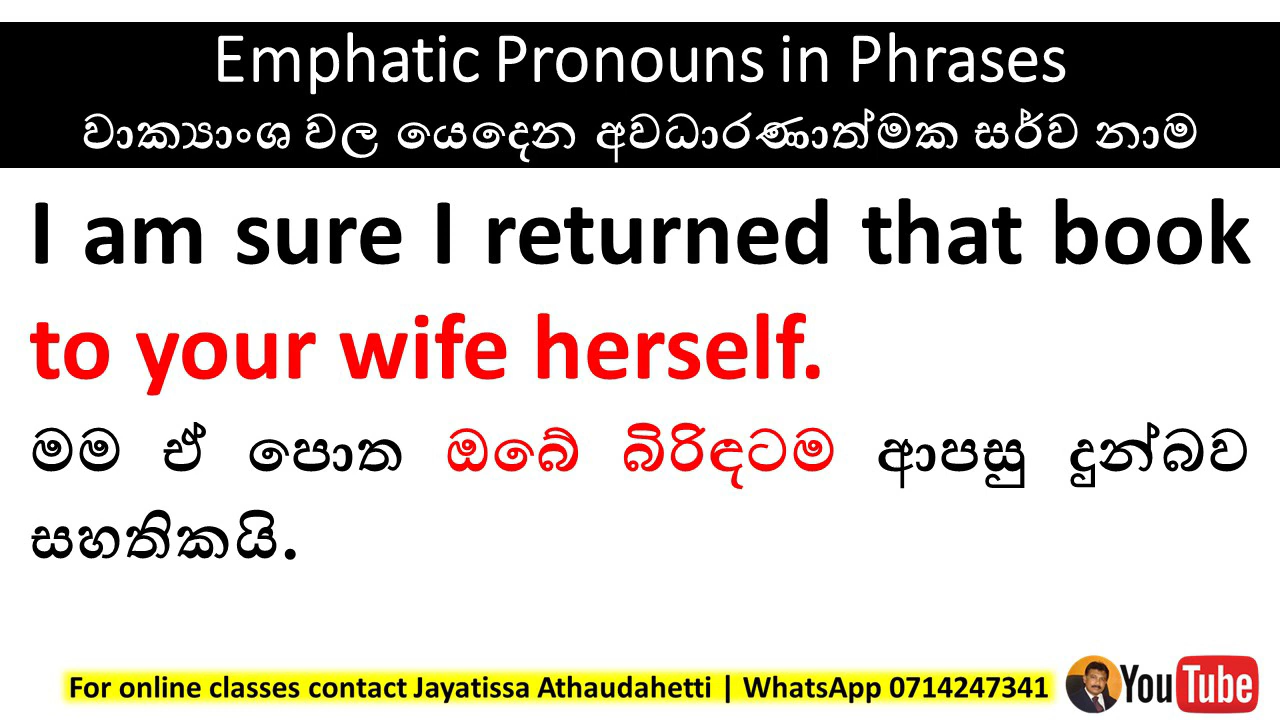 Emphatic Pronouns in Phrases
වාක්‍යාංශ වල යෙදෙන අවධාරණාත්මක සර්ව නාම
I am sure I returned that book
to your wife herself.
මම ඒ පොත ඔබේ බිරිඳටම ආපසු දුන්බව
සහතිකයි.
For online classes contact Jayatissa Athaudahetti | WhatsApp 0714247341 YouTube